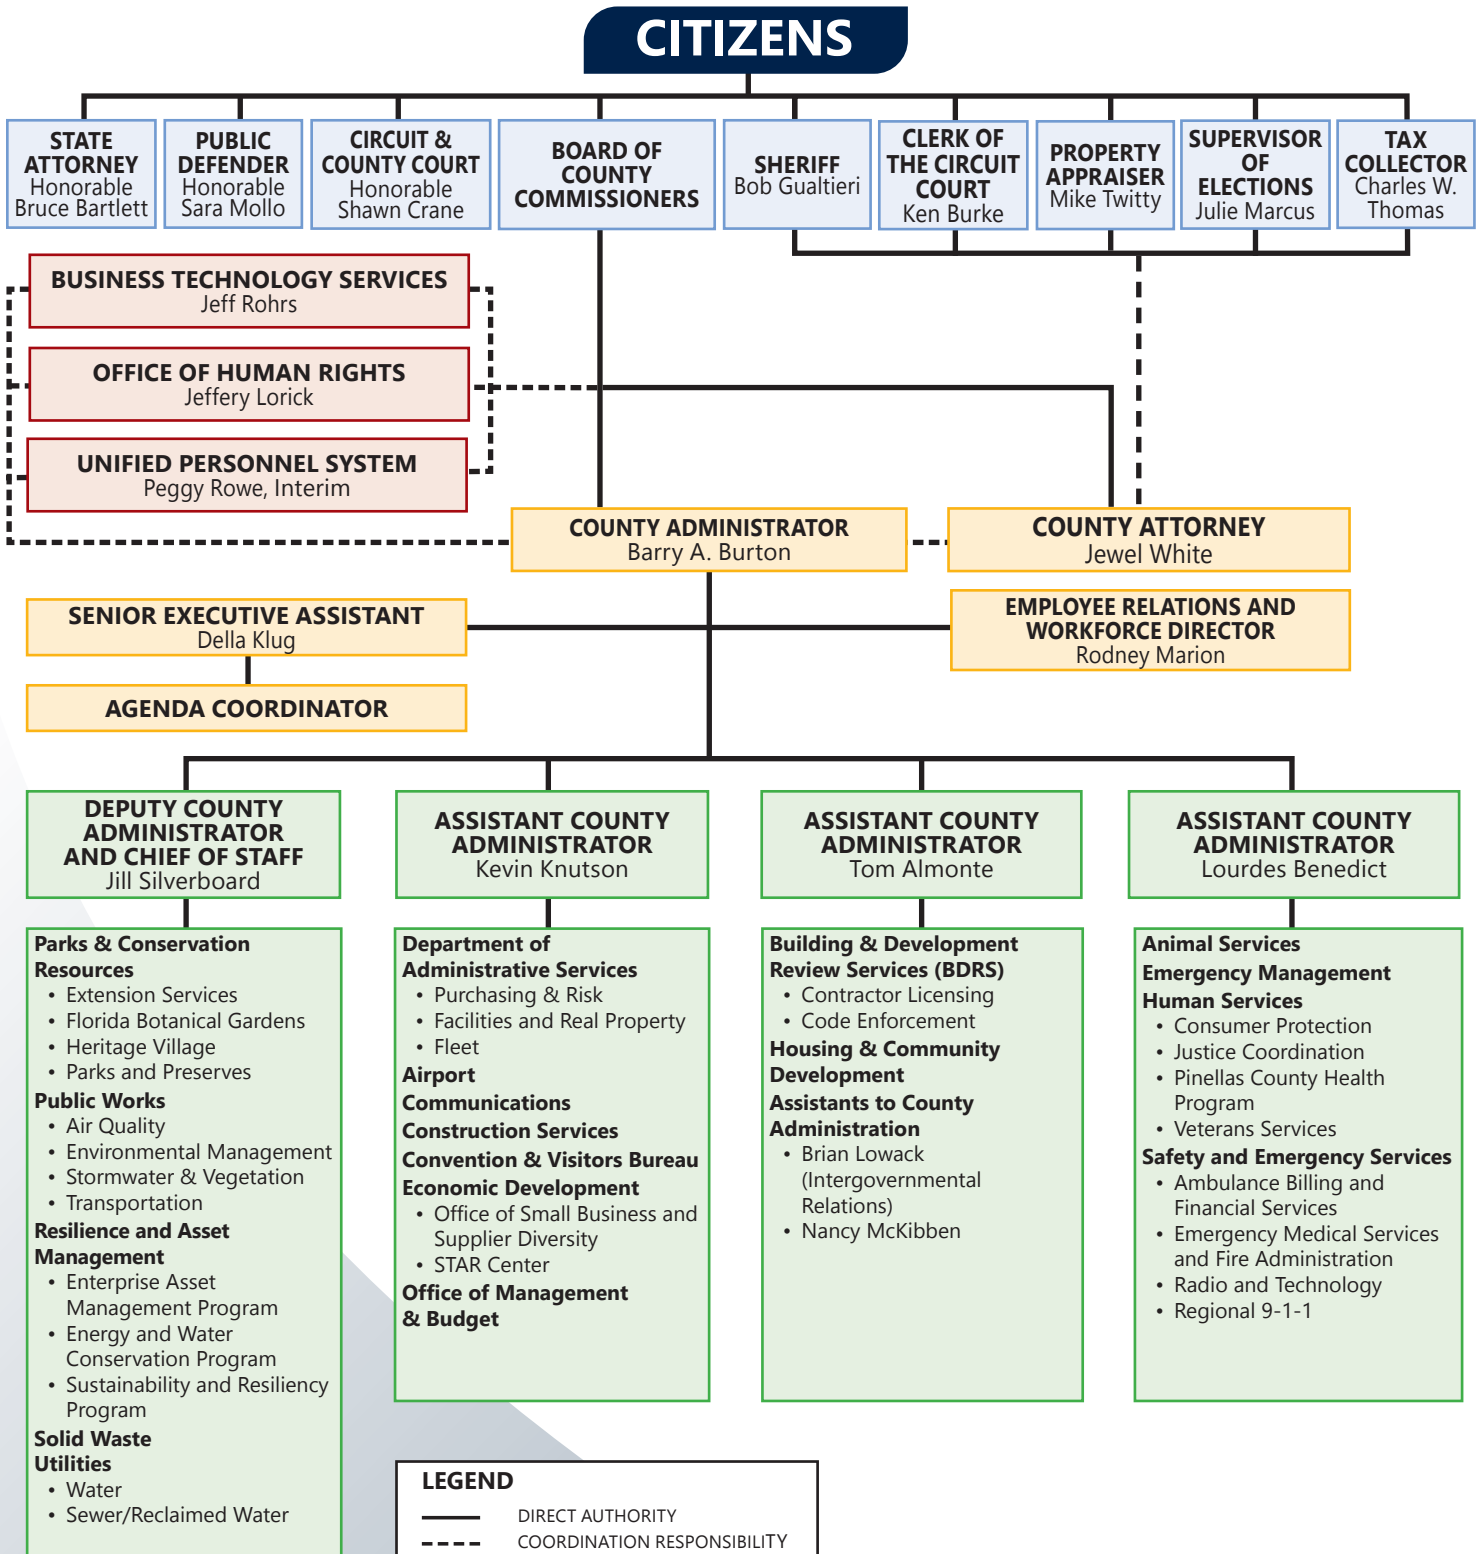 CITIZENS
STATE
ATTORNEY
Honorable
Bruce Bartlett
PUBLIC
DEFENDER
Honorable
Sara Mollo
CIRCUIT &
COUNTY COURT
Honorable
Shawn Crane
BOARD OF
COUNTY
COMMISSIONERS
SHERIFF
Bob Gualtieri
CLERK OF
THE CIRCUIT
COURT
Ken Burke
PROPERTY
APPRAISER
Mike Twitty
SUPERVISOR
OF
ELECTIONS
Julie Marcus
TAX
COLLECTOR
Charles W.
Thomas
BUSINESS TECHNOLOGY SERVICES
Jeff Rohrs
OFFICE OF HUMAN RIGHTS
Jeffery Lorick
UNIFIED PERSONNEL SYSTEM
Peggy Rowe, Interim
COUNTY ADMINISTRATOR
Barry A. Burton
COUNTY ATTORNEY
Jewel White
SENIOR EXECUTIVE ASSISTANT
Della Klug
EMPLOYEE RELATIONS AND
WORKFORCE DIRECTOR
Rodney Marion
AGENDA COORDINATOR
DEPUTY COUNTY
ADMINISTRATOR
AND CHIEF OF STAFF
Jill Silverboard
ASSISTANT COUNTY
ADMINISTRATOR
Kevin Knutson
ASSISTANT COUNTY
ADMINISTRATOR
Tom Almonte
ASSISTANT COUNTY
ADMINISTRATOR
Lourdes Benedict
Parks & Conservation
Resources
• Extension Services
• Florida Botanical Gardens
• Heritage Village
• Parks and Preserves
Public Works
• Air Quality
• Environmental Management
• Stormwater & Vegetation
• Transportation
Resilience and Asset
Management
• Enterprise Asset
Management Program
• Energy and Water
Conservation Program
• Sustainability and Resiliency
Program
Solid Waste
Utilities
• Water
• Sewer/Reclaimed Water
Department of
Administrative Services
• Purchasing & Risk
• Facilities and Real Property
• Fleet
Airport
Communications
Construction Services
Convention & Visitors Bureau
Economic Development
• Office of Small Business and
Supplier Diversity
• STAR Center
Office of Management
& Budget
Building & Development
Review Services (BDRS)
• Contractor Licensing
• Code Enforcement
Housing & Community
Development
Assistants to County
Administration
• Brian Lowack
(Intergovernmental
Relations)
• Nancy McKibben
Animal Services
Emergency Management
Human Services
• Consumer Protection
• Justice Coordination
• Pinellas County Health
Program
• Veterans Services
Safety and Emergency Services
• Ambulance Billing and
Financial Services
• Emergency Medical Services
and Fire Administration
• Radio and Technology
• Regional 9-1-1
LEGEND
DIRECT AUTHORITY
COORDINATION RESPONSIBILITY